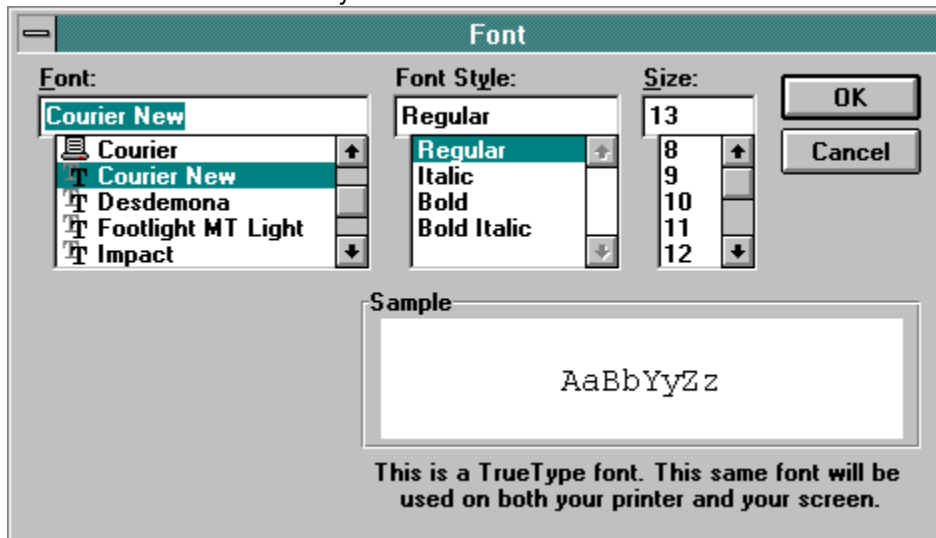 Font
Font:
Font Style:
Size:
Courier New
Regular
13
OK
Cancel
Courier
Courier New
Desdemona
Footlight MT Light
Impact
Regular
Italic
Bold
Bold Italic
8
9
10
11
12
Sample
AaBbYyZz
This is a TrueType font. This same font will be
used on both your printer and your screen.